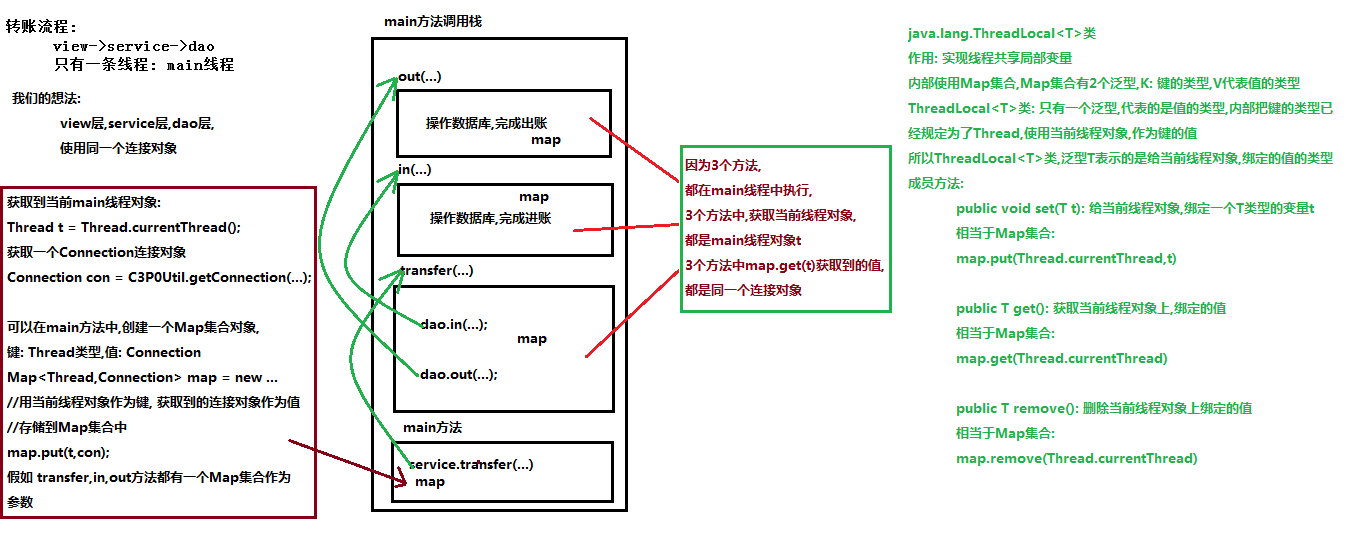 转账流程:
view->service->dao
只有一条线程: main线程
我们的想法:
view层,service层,dao层,
使用同一个连接对象
获取到当前main线程对象:
Thread t = Thread.currentThread();
获取一个Connection连接对象
Connection con = C3P0Util.getConnection(...);
可以在main方法中,创建一个Map集合对象,
键: Thread类型,值: Connection
Map<Thread,Connection> map = new ...
//用当前线程对象作为键, 获取到的连接对象作为值
//存储到Map集合中
map.put(t,con);
假如 transfer,in,out方法都有一个Map集合作为
参数
main方法调用栈
out(...)
操作数据库,完成出账
map
in(...)
map
操作数据库,完成进账
transfer(...)
dao.in(...);
map
dao.out(...);
main方法
service.transfer(...)
map
因为3个方法,
都在main线程中执行,
3个方法中,获取当前线程对象,
都是main线程对象t
3个方法中map.get(t)获取到的值,
都是同一个连接对象
java.lang.ThreadLocal<T>类
作用: 实现线程共享局部变量
内部使用Map集合,Map集合有2个泛型,K: 键的类型,V代表值的类型
ThreadLocal<T>类: 只有一个泛型,代表的是值的类型,内部把键的类型已
经规定为了Thread,使用当前线程对象,作为键的值
所以ThreadLocal<T>类,泛型T表示的是给当前线程对象,绑定的值的类型
成员方法:
public void set(T t): 给当前线程对象,绑定一个T类型的变量t
相当于Map集合:
map.put(Thread.currentThread,t)
public T get(): 获取当前线程对象上,绑定的值
相当于Map集合:
map.get(Thread.currentThread)
public T remove(): 删除当前线程对象上绑定的值
相当于Map集合:
map.remove(Thread.currentThread)